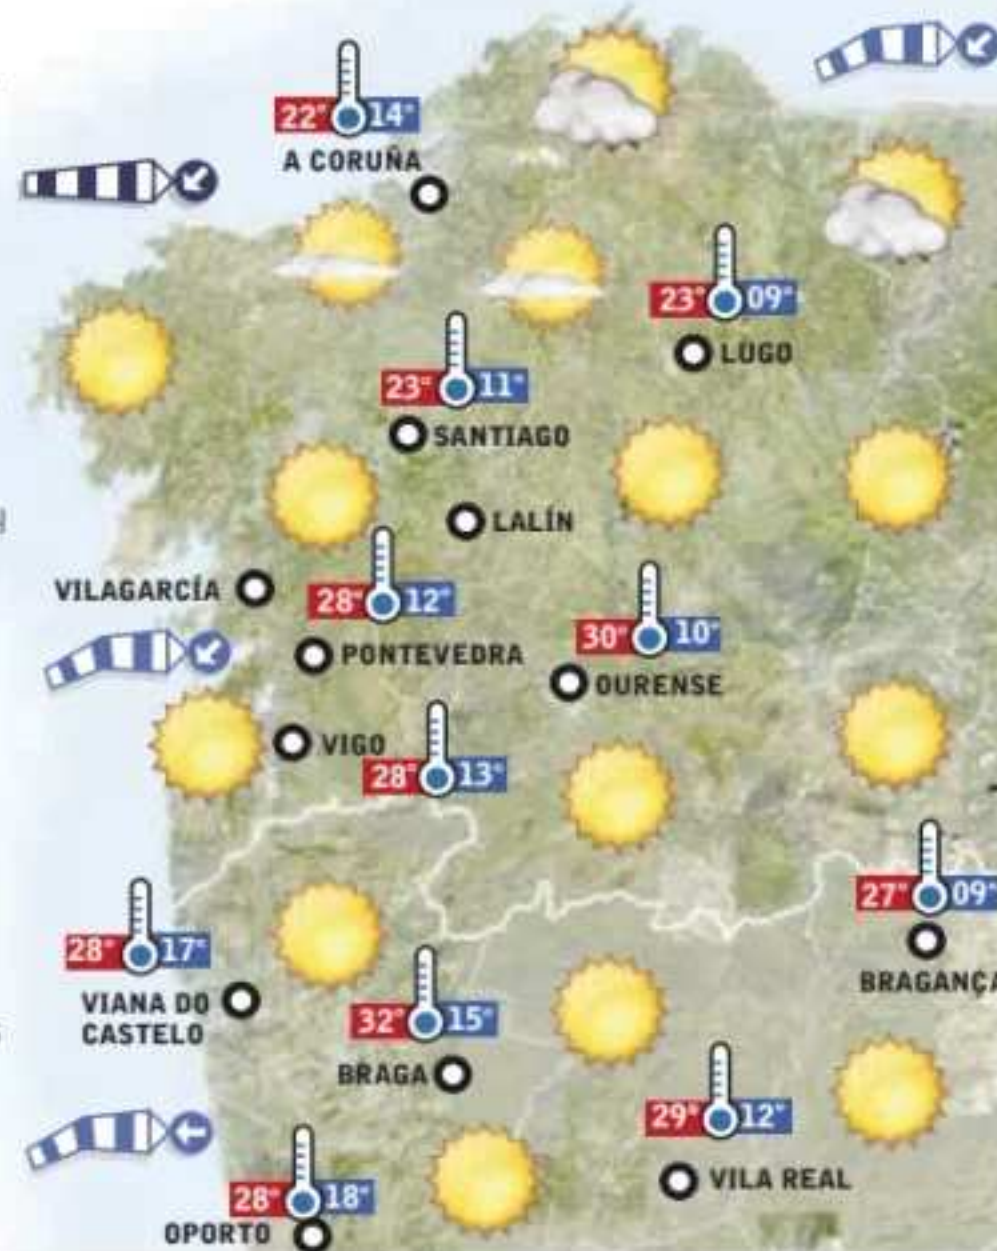 22° 14°
A CORUÑA
23° 09°
LUGO
23° 11°
SANTIAGO
LALÍN
VILAGARCÍA
28° 12°
PONTEVEDRA
30° 10°
OURENSE
VIGO
28° 13°
27° 09°
BRAGANÇA
28° 17°
VIANA DO
CASTELO
32° 15°
BRAGA
29° 12°
VILA REAL
28° 18°
OPORTO